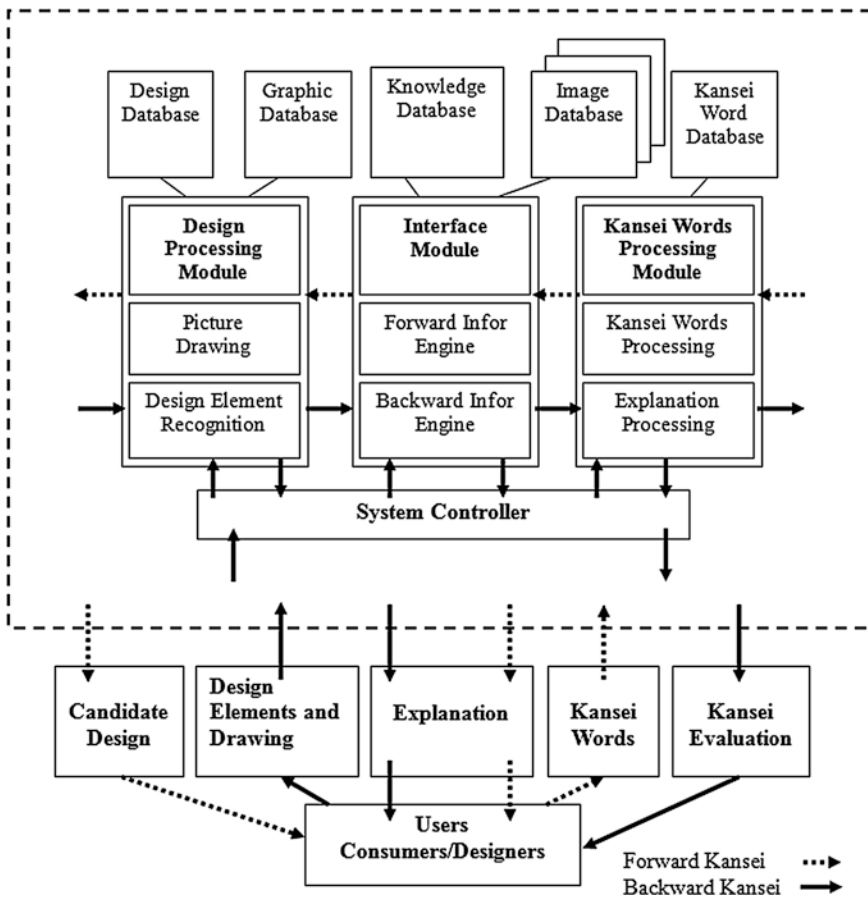 Design
Database
Graphic
Database
Knowledge
Database
Image
Database
Kansei
Word
Database
Design
Processing
Module
Interface
Module
Kansei Words
Processing
Module
Picture
Drawing
Forward Infor
Engine
Kansei Words
Processing
Design Element
Recognition
Backward Infor
Engine
Explanation
Processing
System Controller
Candidate
Design
Design
Elements and
Drawing
Explanation
Kansei
Words
Kansei
Evaluation
Users
Consumers/Designers
Forward Kansei
Backward Kansei